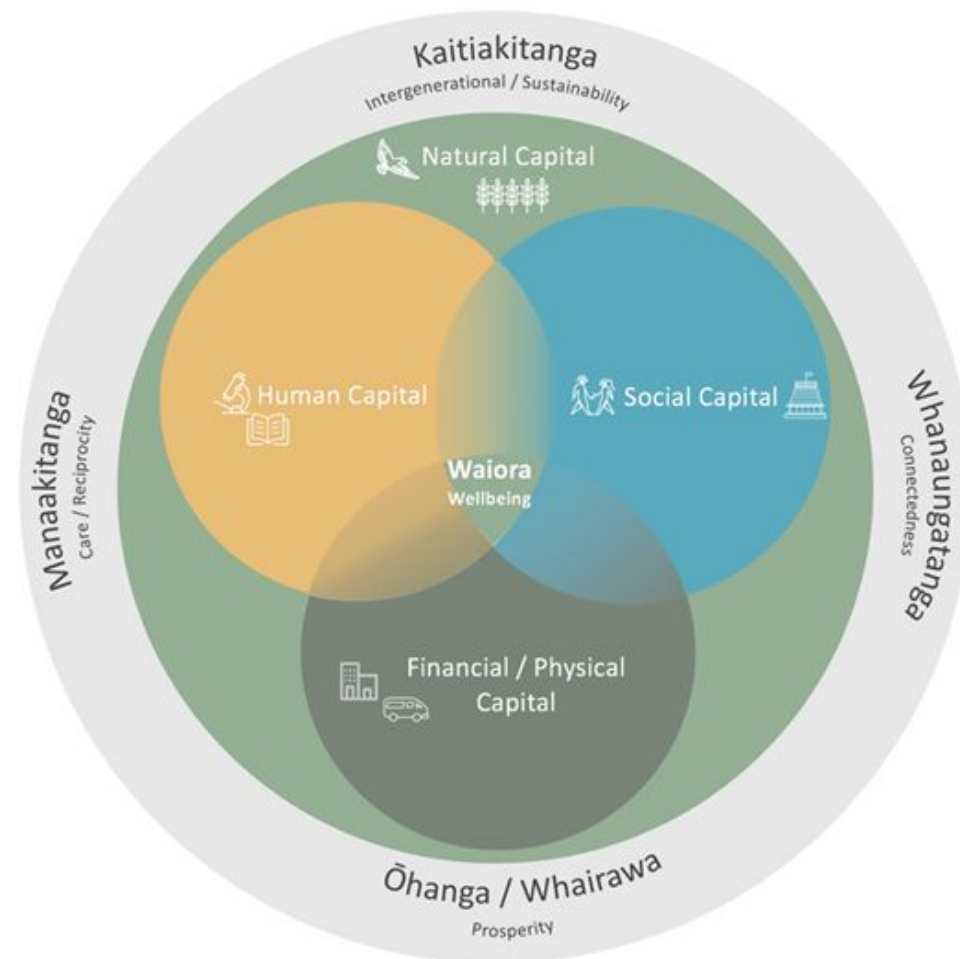 Kaitiakitanga
Intergenerational / Sustainability
Natural Capital
Human Capital
Social Capital
Manaakitanga
Care / Reciprocity
Whanaungatanga
Connectedness
Waiora
Wellbeing
Financial / Physical
Capital
Ōhanga / Whairawa
Prosperity